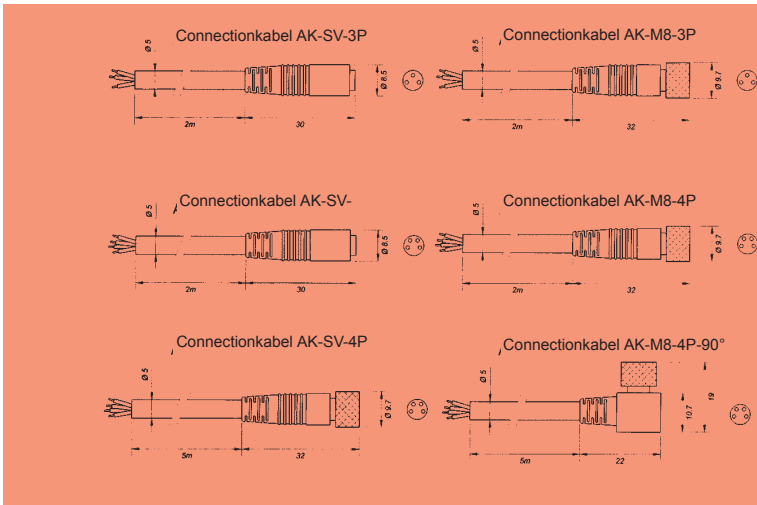 Connectionkabel AK-SV-3P
Ø 5
Ø 8.5
2m
30
Connectionkabel AK-M8-3P
Ø 5
Ø 9.7
2m
32
Connectionkabel AK-SV-
Ø 5
Ø 8.5
2m
30
Connectionkabel AK-M8-4P
Ø 5
Ø 9.7
2m
32
Connectionkabel AK-SV-4P
Ø 5
Ø 9.7
5m
32
Connectionkabel AK-M8-4P-90°
Ø 5
10.7
19
5m
22